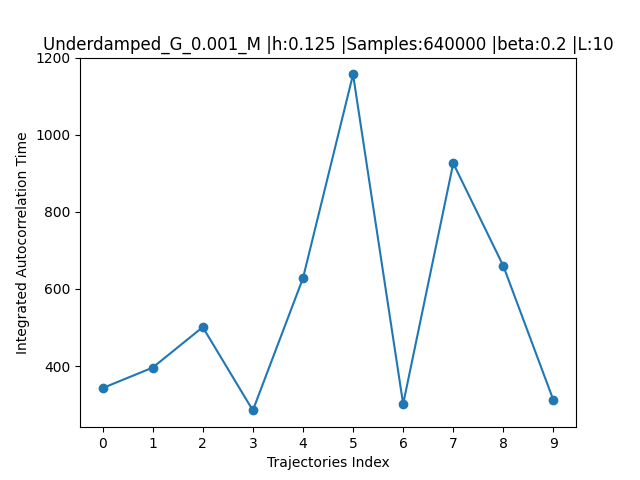 Underdamped_G_0.001_M |h:0.125 |Samples:640000 |beta:0.2 |L:10
1200
1000
800
600
400
Integrated Autocorrelation Time
0 1 2 3 4 5 6 7 8 9
Trajectories Index